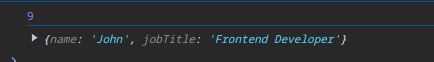 9
▶ {name: 'John', jobTitle: 'Frontend Developer'}
>